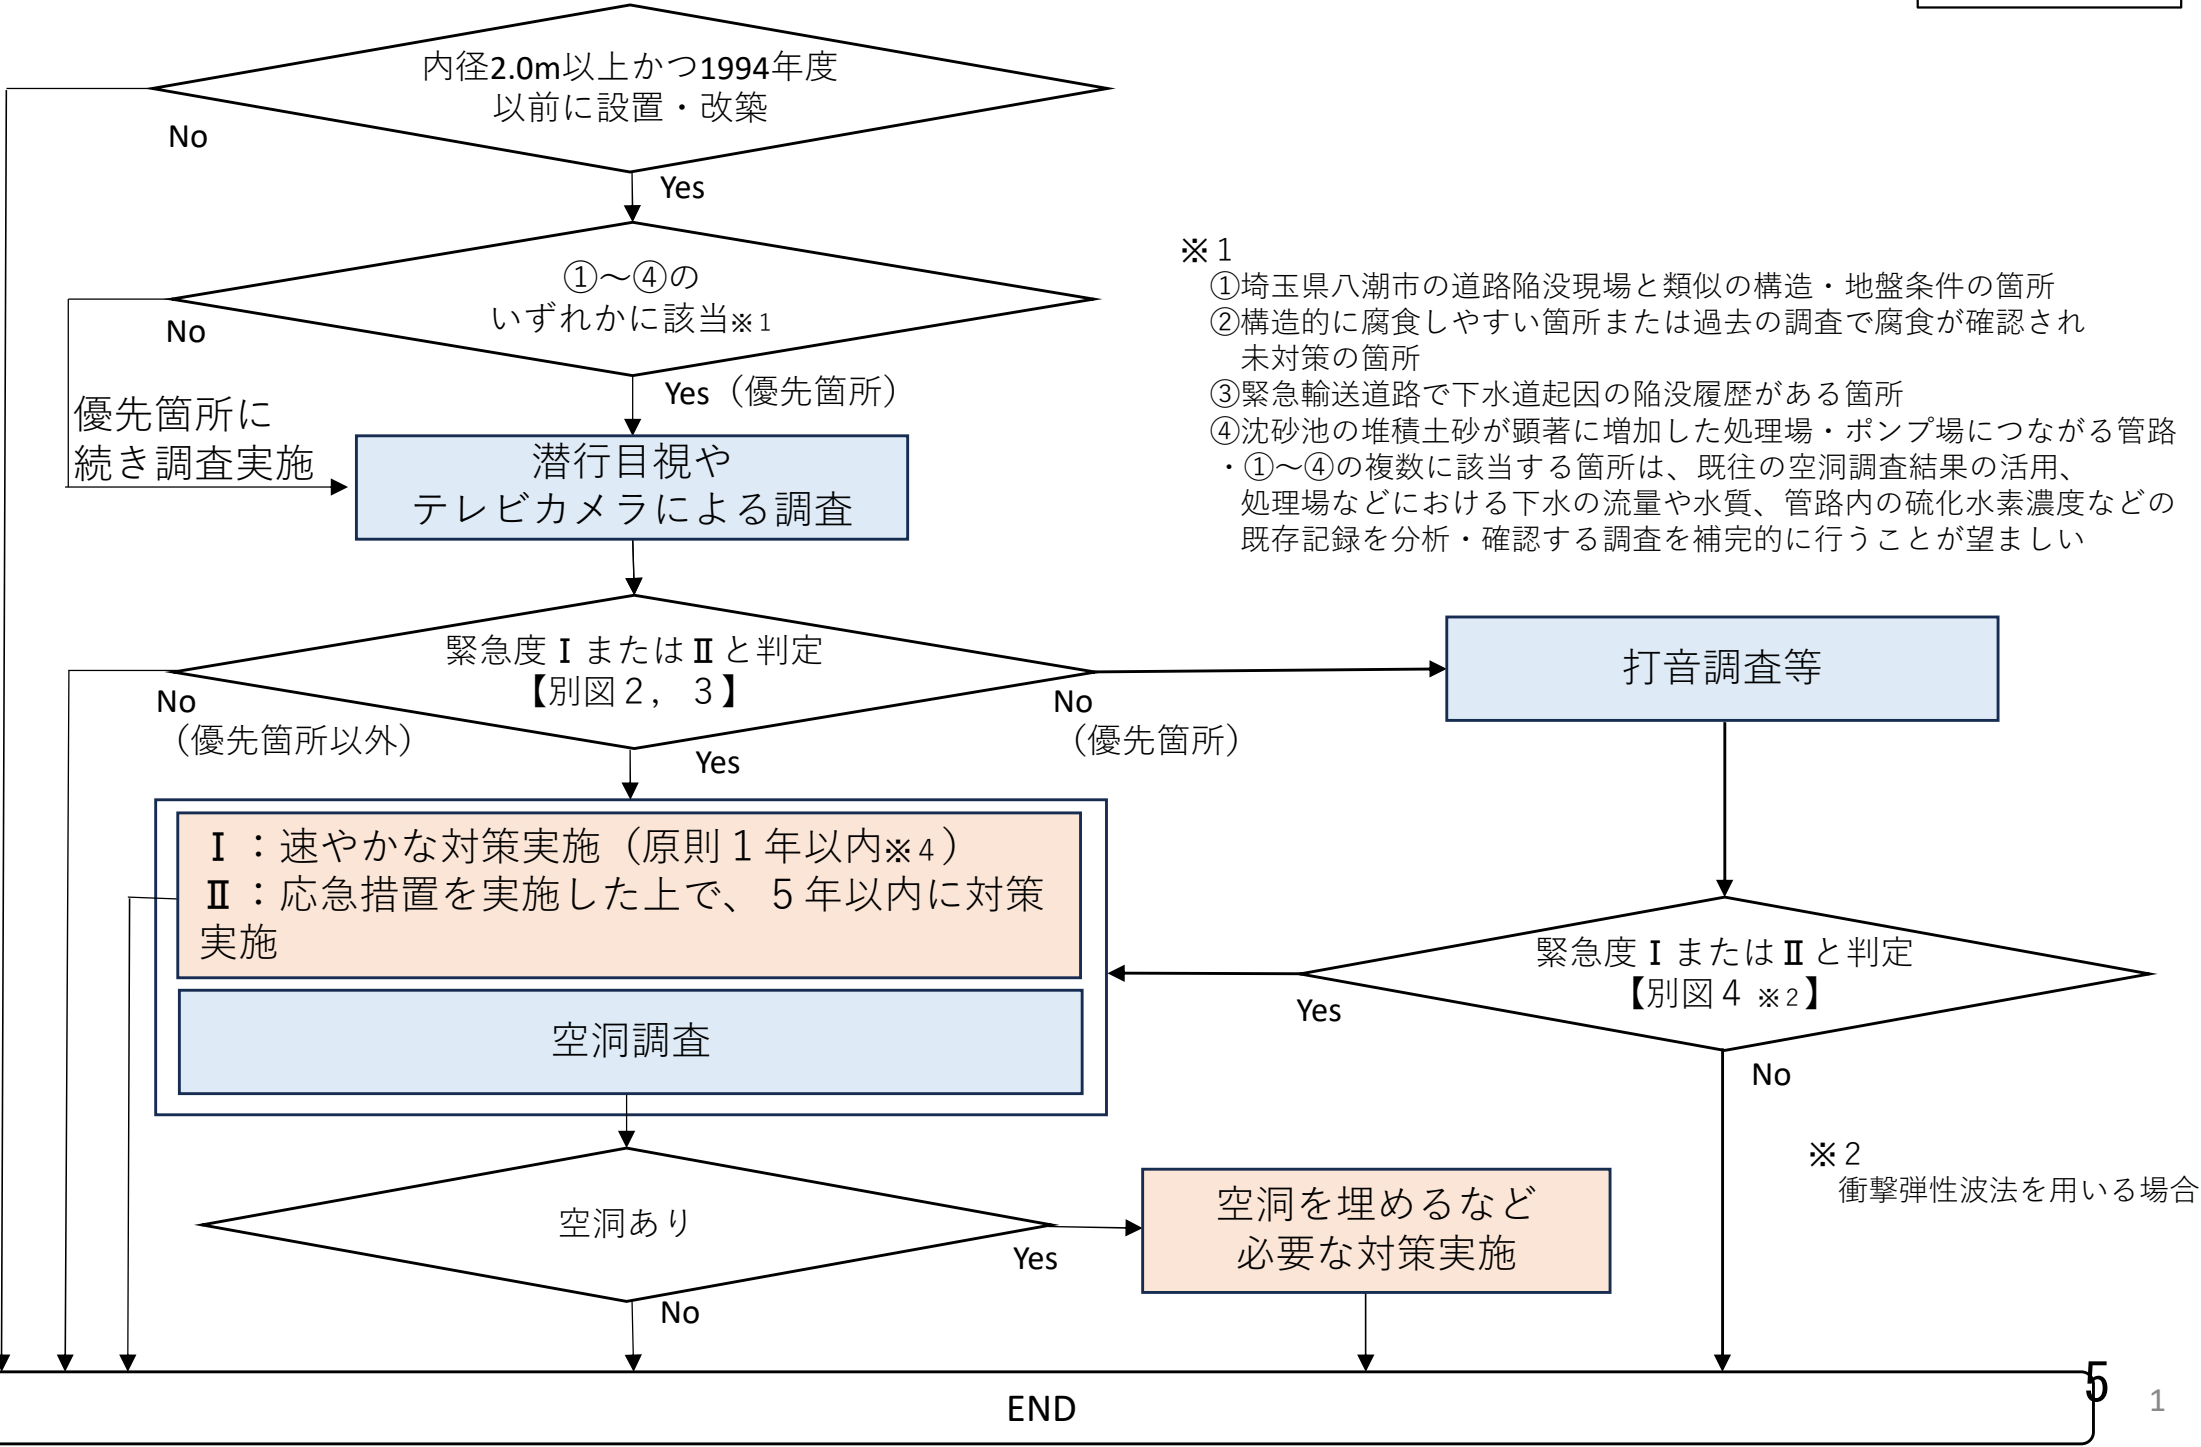 内径2.0m以上かつ1994年度
以前に設置・改築
No
Yes
①～④の
いずれかに該当※1
No
Yes（優先箇所）
※１
①埼玉県八潮市の道路陥没現場と類似の構造・地盤条件の箇所
②構造的に腐食しやすい箇所または過去の調査で腐食が確認され
未対策の箇所
③緊急輸送道路で下水道起因の陥没履歴がある箇所
④沈砂池の堆積土砂が顕著に増加した処理場・ポンプ場につながる管路
・①～④の複数に該当する箇所は、既往の空洞調査結果の活用、
処理場などにおける下水の流量や水質、管路内の硫化水素濃度などの
既存記録を分析・確認する調査を補完的に行うことが望ましい
優先箇所に
続き調査実施
潜行目視や
テレビカメラによる調査
緊急度Ⅰまたは Ⅱと判定
【別図２，３】
No
（優先箇所以外）
Yes
No
（優先箇所）
打音調査等
Ⅰ：速やかな対策実施（原則１年以内※4）
Ⅱ：応急措置を実施した上で、５年以内に対策
実施
空洞調査
緊急度Ⅰまたは Ⅱと判定
【別図４ ※2】
Yes
No
※２
衝撃弾性波法を用いる場合
空洞あり
Yes
No
空洞を埋めるなど
必要な対策実施
END
5
1